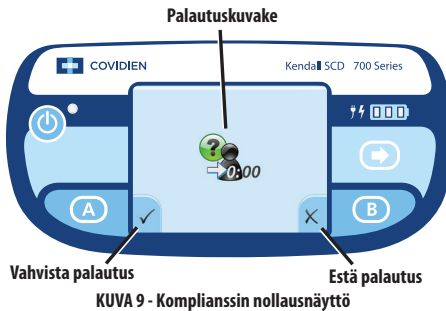 Palautuskuvake
COVIDIEN
Kendall SCD 700 Series
?
0:00
A
B
Vahvista palautus
Estä palautus
KUVA 9 - Komplianssin nollausnäyttö